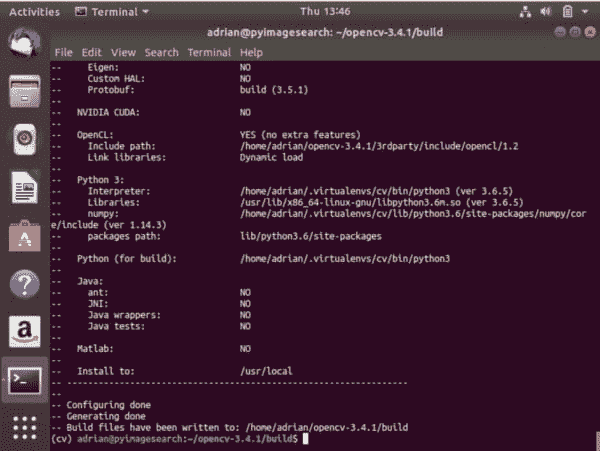 Activities Terminal Thu 13:46
adrian@pyimagesearch: ~/opencv-3.4.1/build
File Edit View Search Terminal Help
-- Eigen: NO
-- Custom HAL: NO
-- Protobuf: build (3.5.1)
--
-- NVIDIA CUDA: NO
--
-- OpenCL: YES (no extra features)
-- Include path: /home/adrian/opencv-3.4.1/3rdparty/include/opencl/1.2
-- Link libraries: Dynamic load
--
-- Python 3:
-- Interpreter: /home/adrian/.virtualenvs/cv/bin/python3 (ver 3.6.5)
-- Libraries: /usr/lib/x86_64-linux-gnu/libpython3.6m.so (ver 3.6.5)
-- numpy: /home/adrian/.virtualenvs/cv/lib/python3.6/site-packages/numpy/cor
e/include (ver 1.14.3)
-- packages path: lib/python3.6/site-packages
--
-- Python (for build): /home/adrian/.virtualenvs/cv/bin/python3
--
-- Java:
-- ant: NO
-- JNI: NO
-- Java wrappers: NO
-- Java tests: NO
--
-- Matlab: NO
--
-- Install to: /usr/local
-- -----------------------------------------------------------------
--
-- Configuring done
-- Generating done
-- Build files have been written to: /home/adrian/opencv-3.4.1/build
(cv) adrian@pyimagesearch:~/opencv-3.4.1/build$